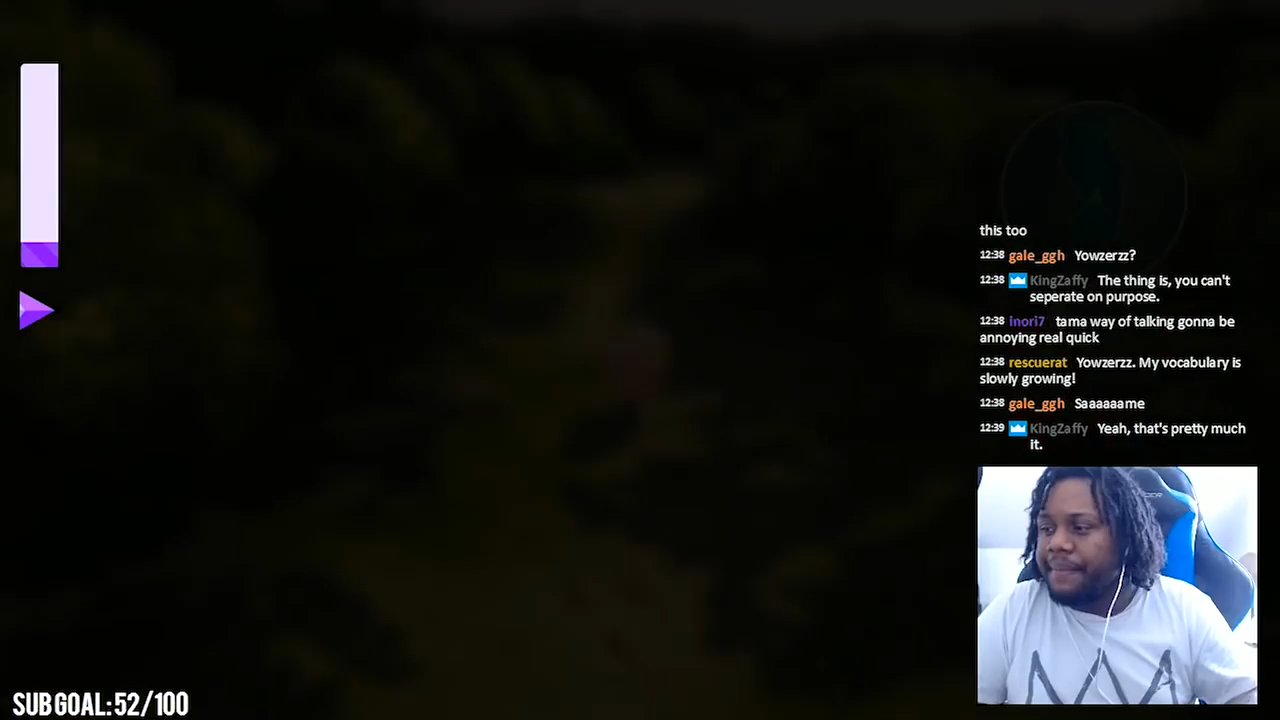 this too
12:38 gale_ggh Yowzerzz?
12:38 KingZaffy The thing is, you can't
seperate on purpose.
12:38 inori7 tama way of talking gonna be
annoying real quick
12:38 rescuerat Yowzerzz. My vocabulary is
slowly growing!
12:38 gale_ggh Saaaaaame
12:39 KingZaffy Yeah, that's pretty much
it.
SUB GOAL: 52/100